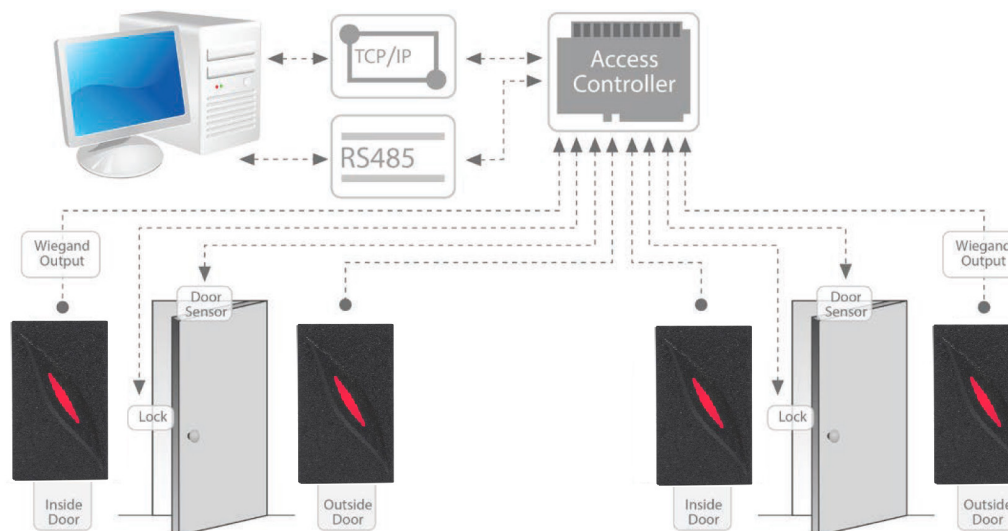 TCP/IP
Access
Controller
RS485
Wiegand
Output
Door
Sensor
Lock
Inside
Door
Outside
Door
Door
Sensor
Wiegand
Output
Lock
Inside
Door
Outside
Door